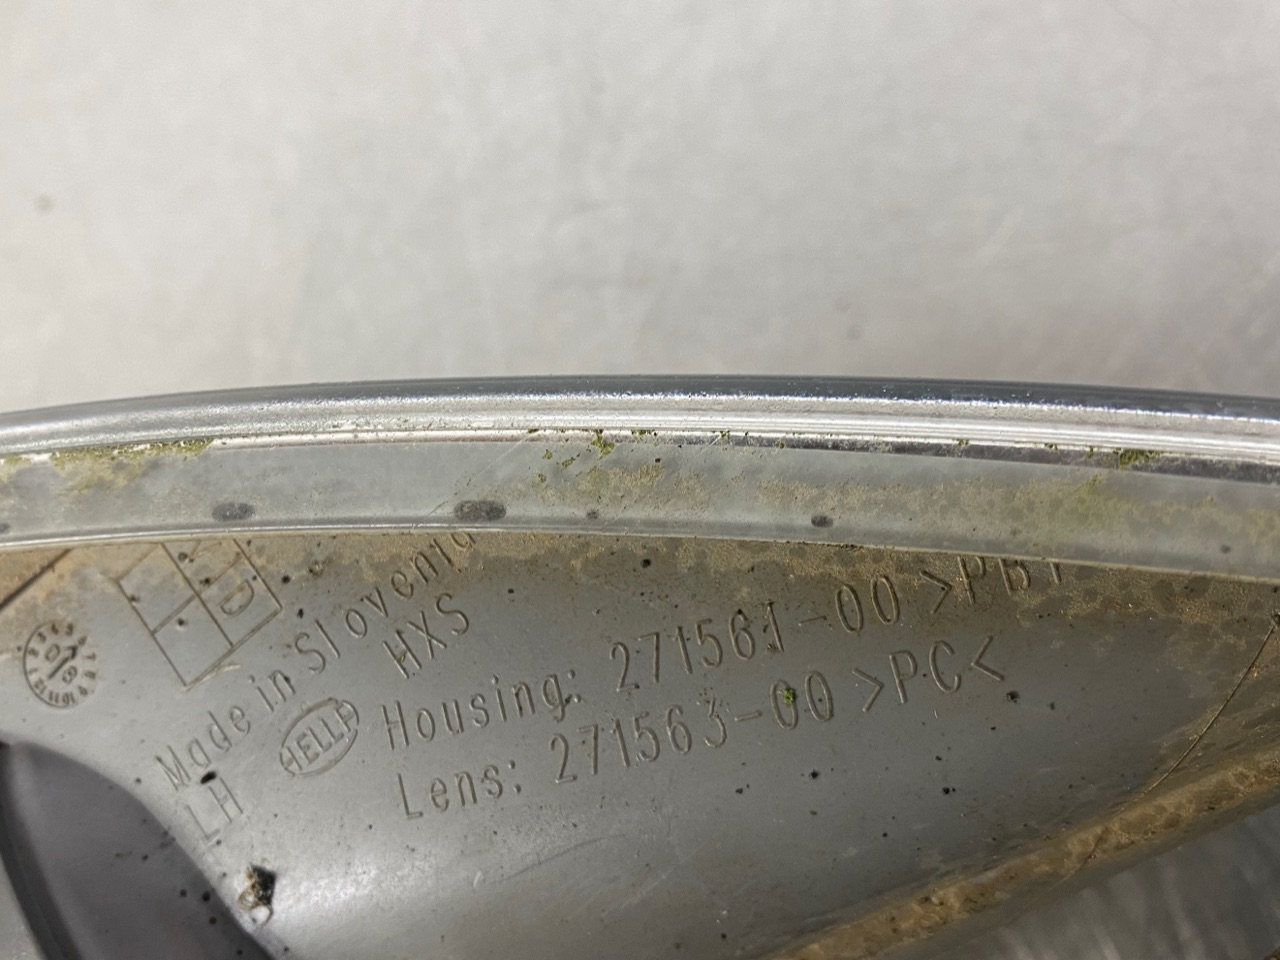 Made in Slovenia
LH
HELLA
HXS
Housing: 271561-00 >PBT
Lens: 271563-00 >PC<
D